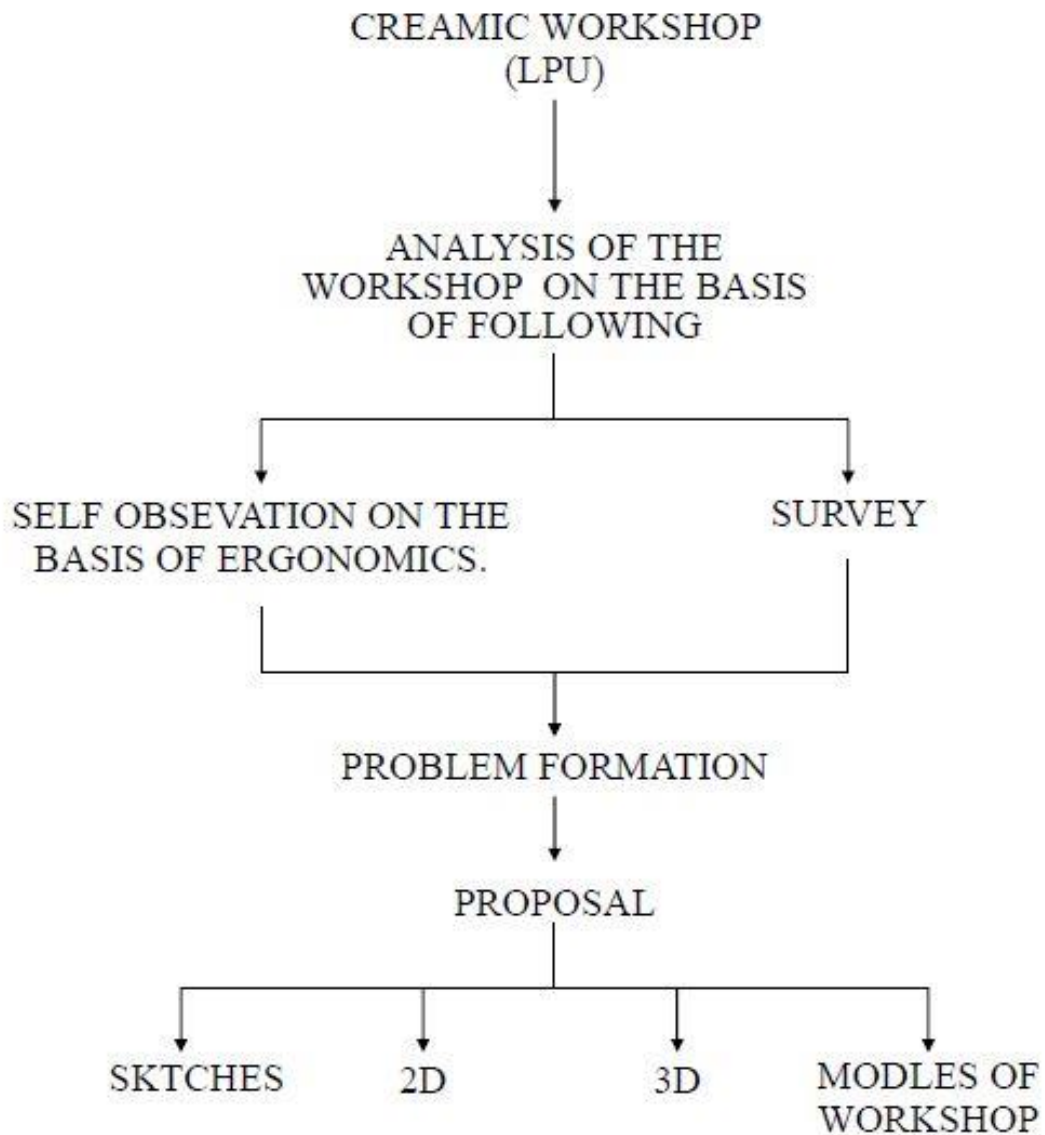 CREAMIC WORKSHOP
(LPU)
ANALYSIS OF THE
WORKSHOP ON THE BASIS
OF FOLLOWING
SELF OBSEVATION ON THE
BASIS OF ERGONOMICS.
SURVEY
PROBLEM FORMATION
PROPOSAL
SKTCHES
2D
3D
MODLES OF
WORKSHOP